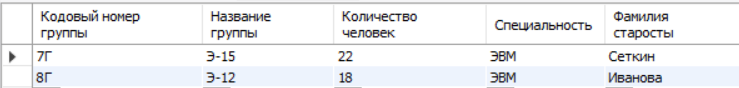 Кодовый номер группы Название группы Количество человек Специальность Фамилия старосты
7Г Э-15 22 ЭВМ Сеткин
8Г Э-12 18 ЭВМ Иванова